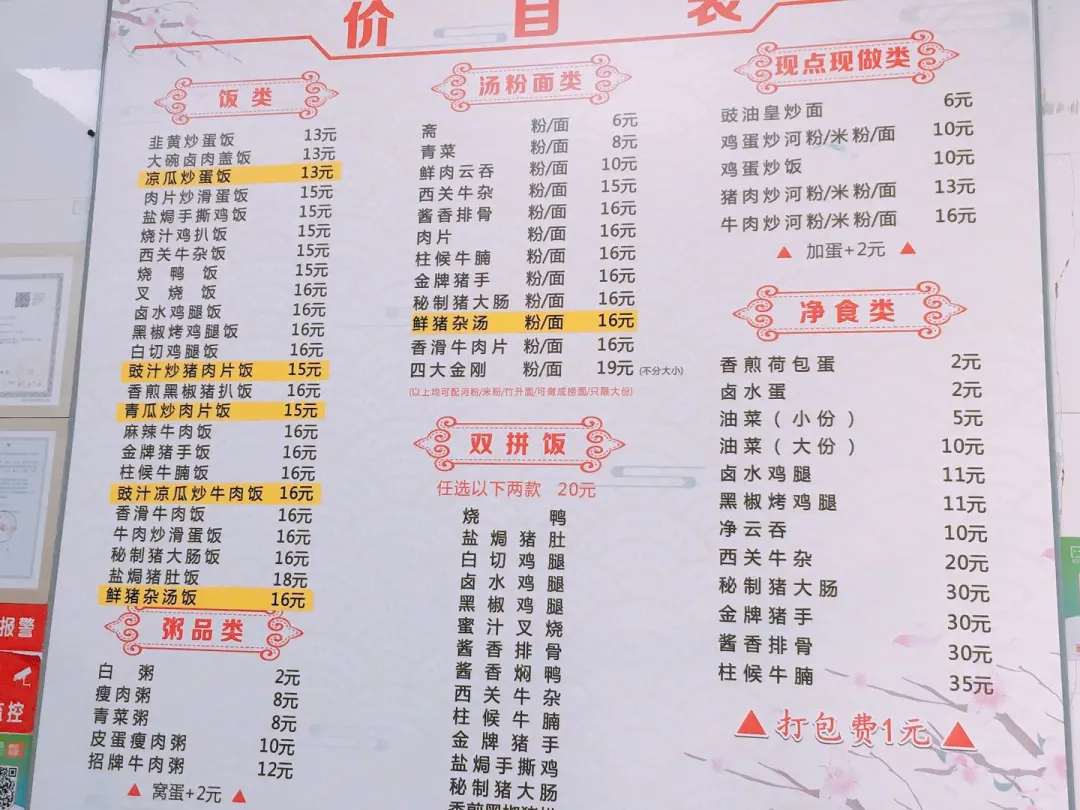 价目表
饭类
韭黄炒蛋饭 13元
大碗卤肉盖饭 13元
凉瓜炒蛋饭 13元
肉片炒滑蛋饭 15元
盐焗手撕鸡饭 15元
烧汁鸡扒饭 15元
西关牛杂饭 15元
烧鸭饭 15元
叉烧饭 16元
卤水鸡腿饭 16元
黑椒烤鸡腿饭 16元
白切鸡腿饭 16元
豉汁炒猪肉片饭 15元
香煎黑椒猪扒饭 16元
青瓜炒肉片饭 15元
麻辣牛肉饭 16元
金牌猪手饭 16元
柱候牛腩饭 16元
豉汁凉瓜炒牛肉饭 16元
香滑牛肉饭 16元
牛肉炒滑蛋饭 16元
秘制猪大肠饭 16元
盐焗猪肚饭 18元
鲜猪杂汤饭 16元
粥品类
白粥 2元
瘦肉粥 8元
青菜粥 8元
皮蛋瘦肉粥 10元
招牌牛肉粥 12元
▲ 窝蛋+2元 ▲
汤粉面类
斋 粉/面 6元
青菜 粉/面 8元
鲜肉云吞 粉/面 10元
西关牛杂 粉/面 15元
酱香排骨 粉/面 16元
肉片 粉/面 16元
柱候牛腩 粉/面 16元
金牌猪手 粉/面 16元
秘制猪大肠 粉/面 16元
鲜猪杂汤 粉/面 16元
香滑牛肉片 粉/面 16元
四大金刚 粉/面 19元 (不分大小)
(以上均可配河粉/米粉/竹升面/可做成捞面/只限大份)
双拼饭
任选以下两款 20元
烧鸭
盐焗猪肚
白切鸡腿
卤水鸡腿
黑椒鸡腿
蜜汁叉烧
酱香排骨
酱香焖鸭
西关牛杂
柱候牛腩
金牌猪手
盐焗手撕鸡
秘制猪大肠
香煎黑椒猪扒
现点现做类
豉油皇炒面 6元
鸡蛋炒河粉/米粉/面 10元
鸡蛋炒饭 10元
猪肉炒河粉/米粉/面 13元
牛肉炒河粉/米粉/面 16元
▲ 加蛋+2元 ▲
净食类
香煎荷包蛋 2元
卤水蛋 2元
油菜（小份） 5元
油菜（大份） 10元
卤水鸡腿 11元
黑椒烤鸡腿 11元
净云吞 10元
西关牛杂 20元
秘制猪大肠 30元
金牌猪手 30元
酱香排骨 30元
柱候牛腩 35元
▲打包费1元▲
报警
监控